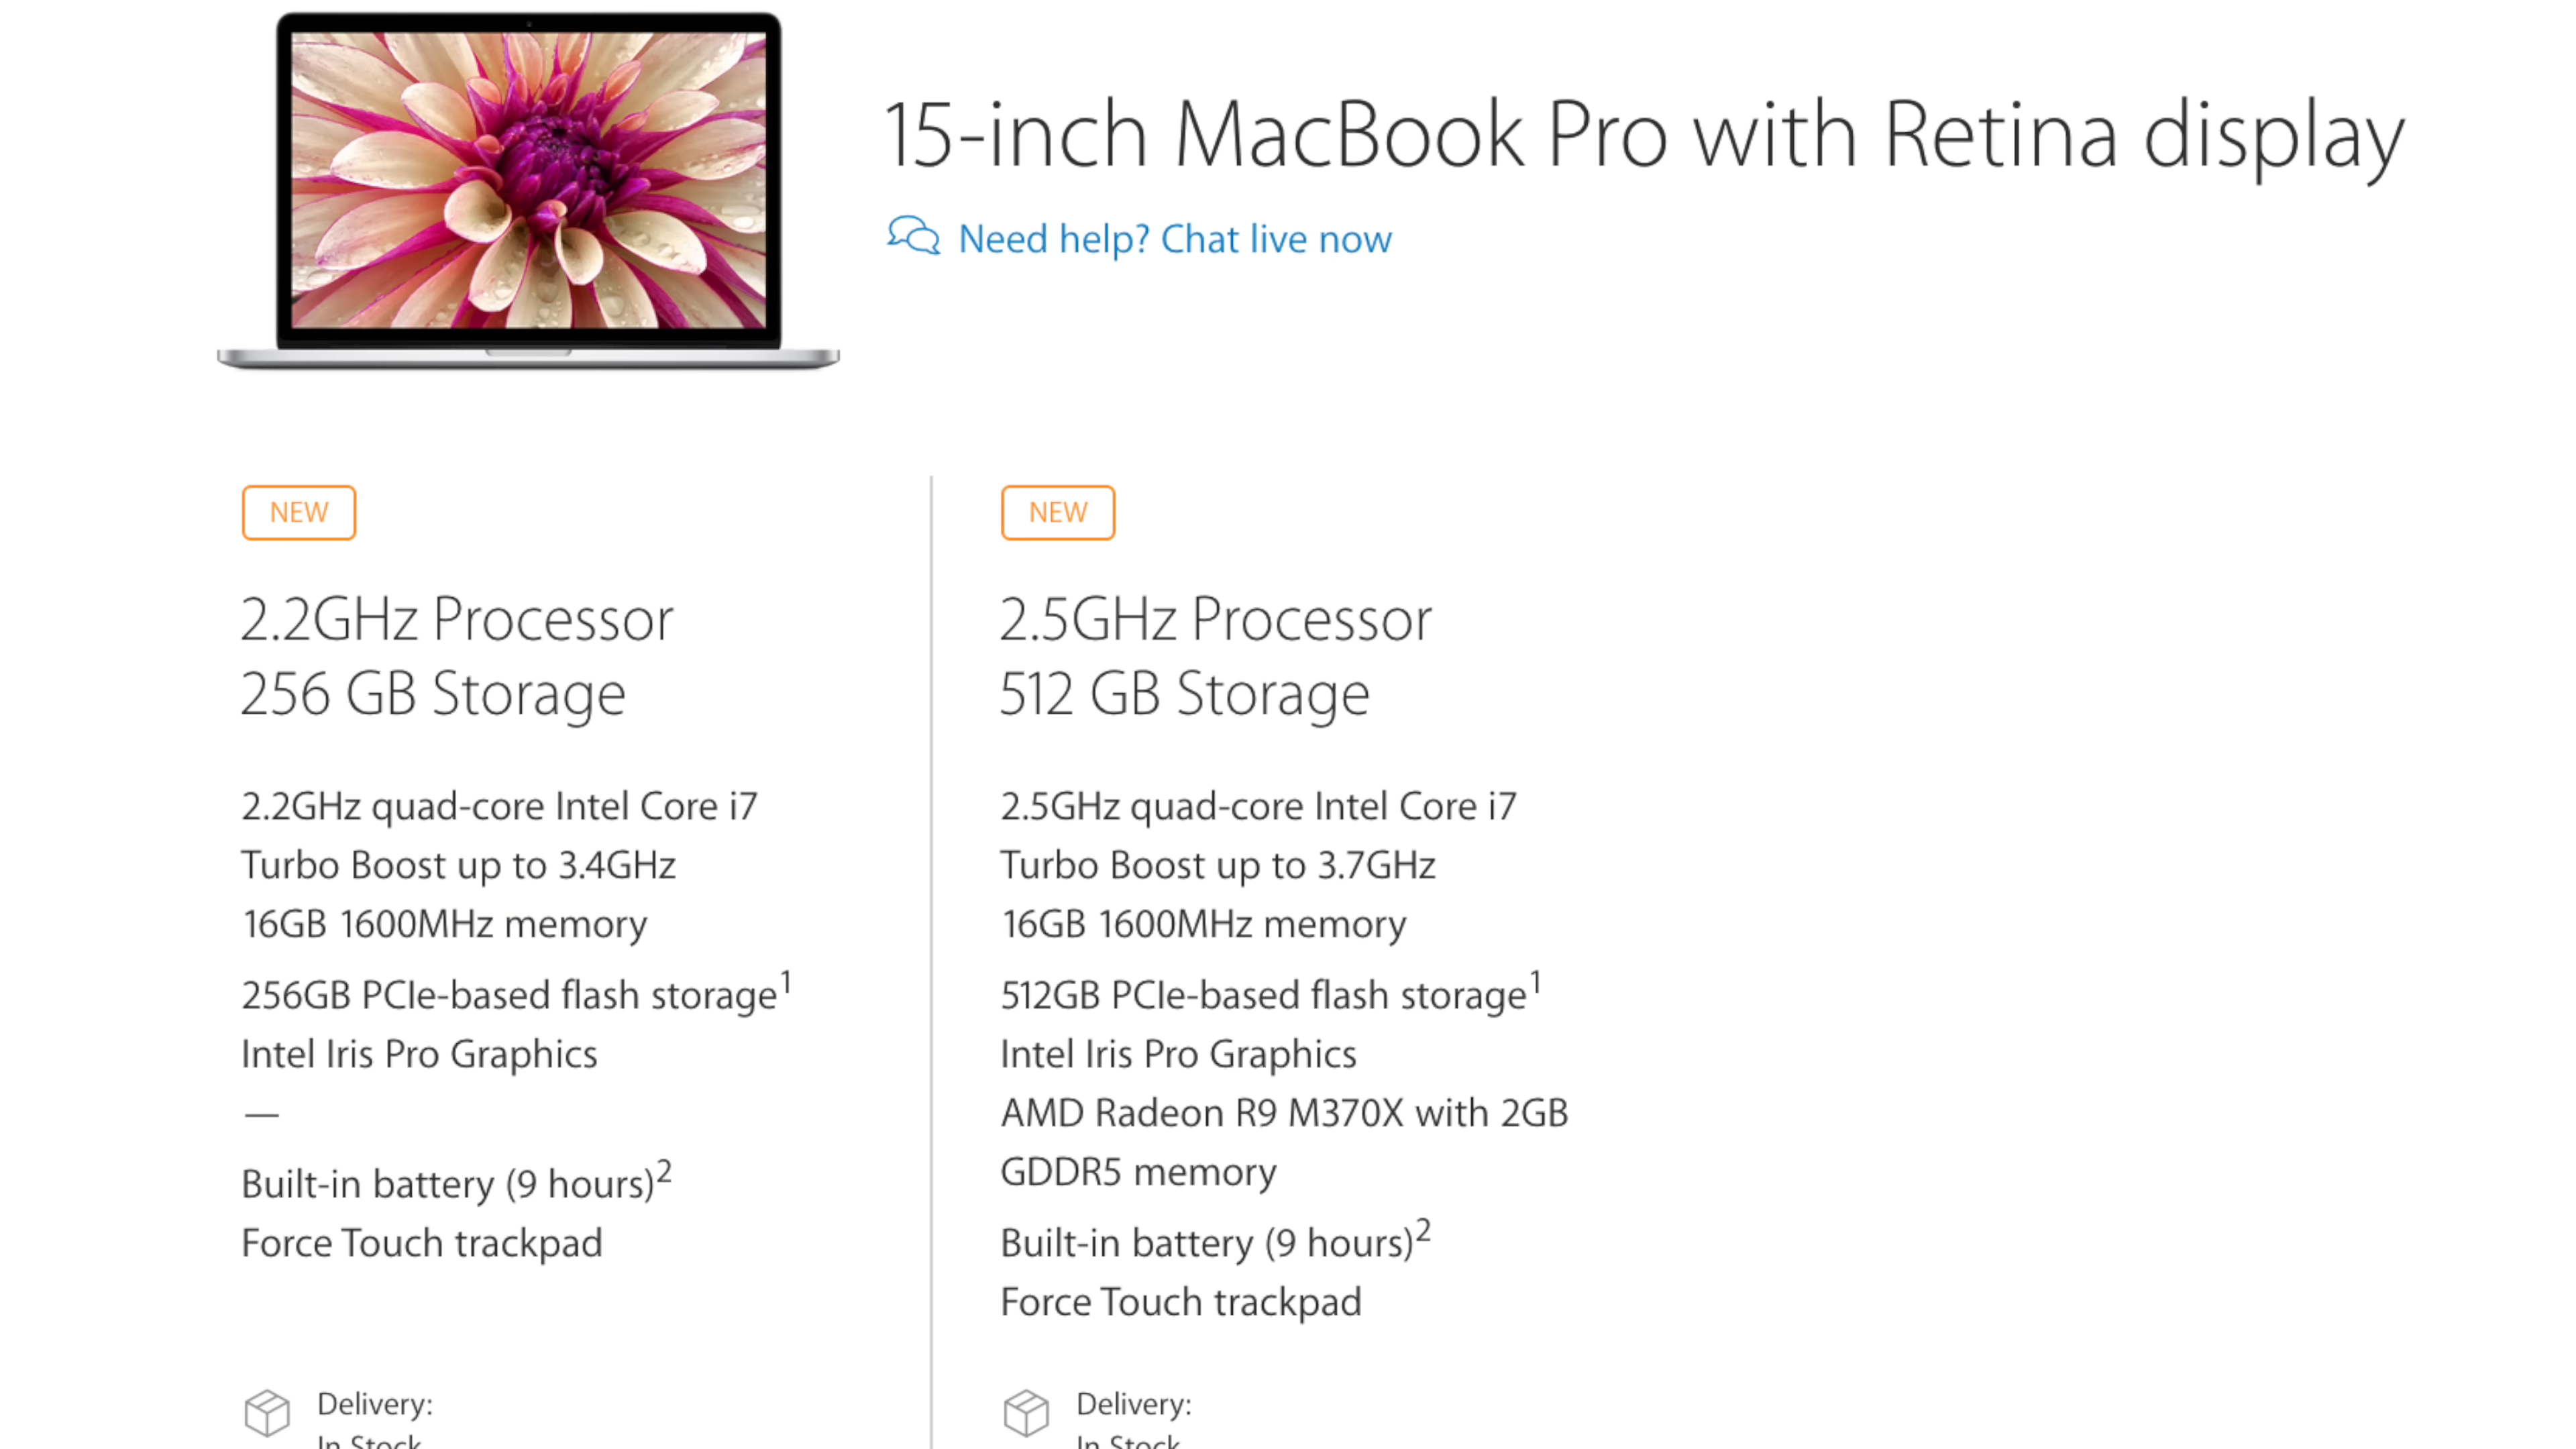 15-inch MacBook Pro with Retina display
Need help? Chat live now
NEW
2.2GHz Processor
256 GB Storage
2.2GHz quad-core Intel Core i7
Turbo Boost up to 3.4GHz
16GB 1600MHz memory
256GB PCIe-based flash storage¹
Intel Iris Pro Graphics
—
Built-in battery (9 hours)²
Force Touch trackpad
Delivery:
In Stock
NEW
2.5GHz Processor
512 GB Storage
2.5GHz quad-core Intel Core i7
Turbo Boost up to 3.7GHz
16GB 1600MHz memory
512GB PCIe-based flash storage¹
Intel Iris Pro Graphics
AMD Radeon R9 M370X with 2GB
GDDR5 memory
Built-in battery (9 hours)²
Force Touch trackpad
Delivery:
In Stock